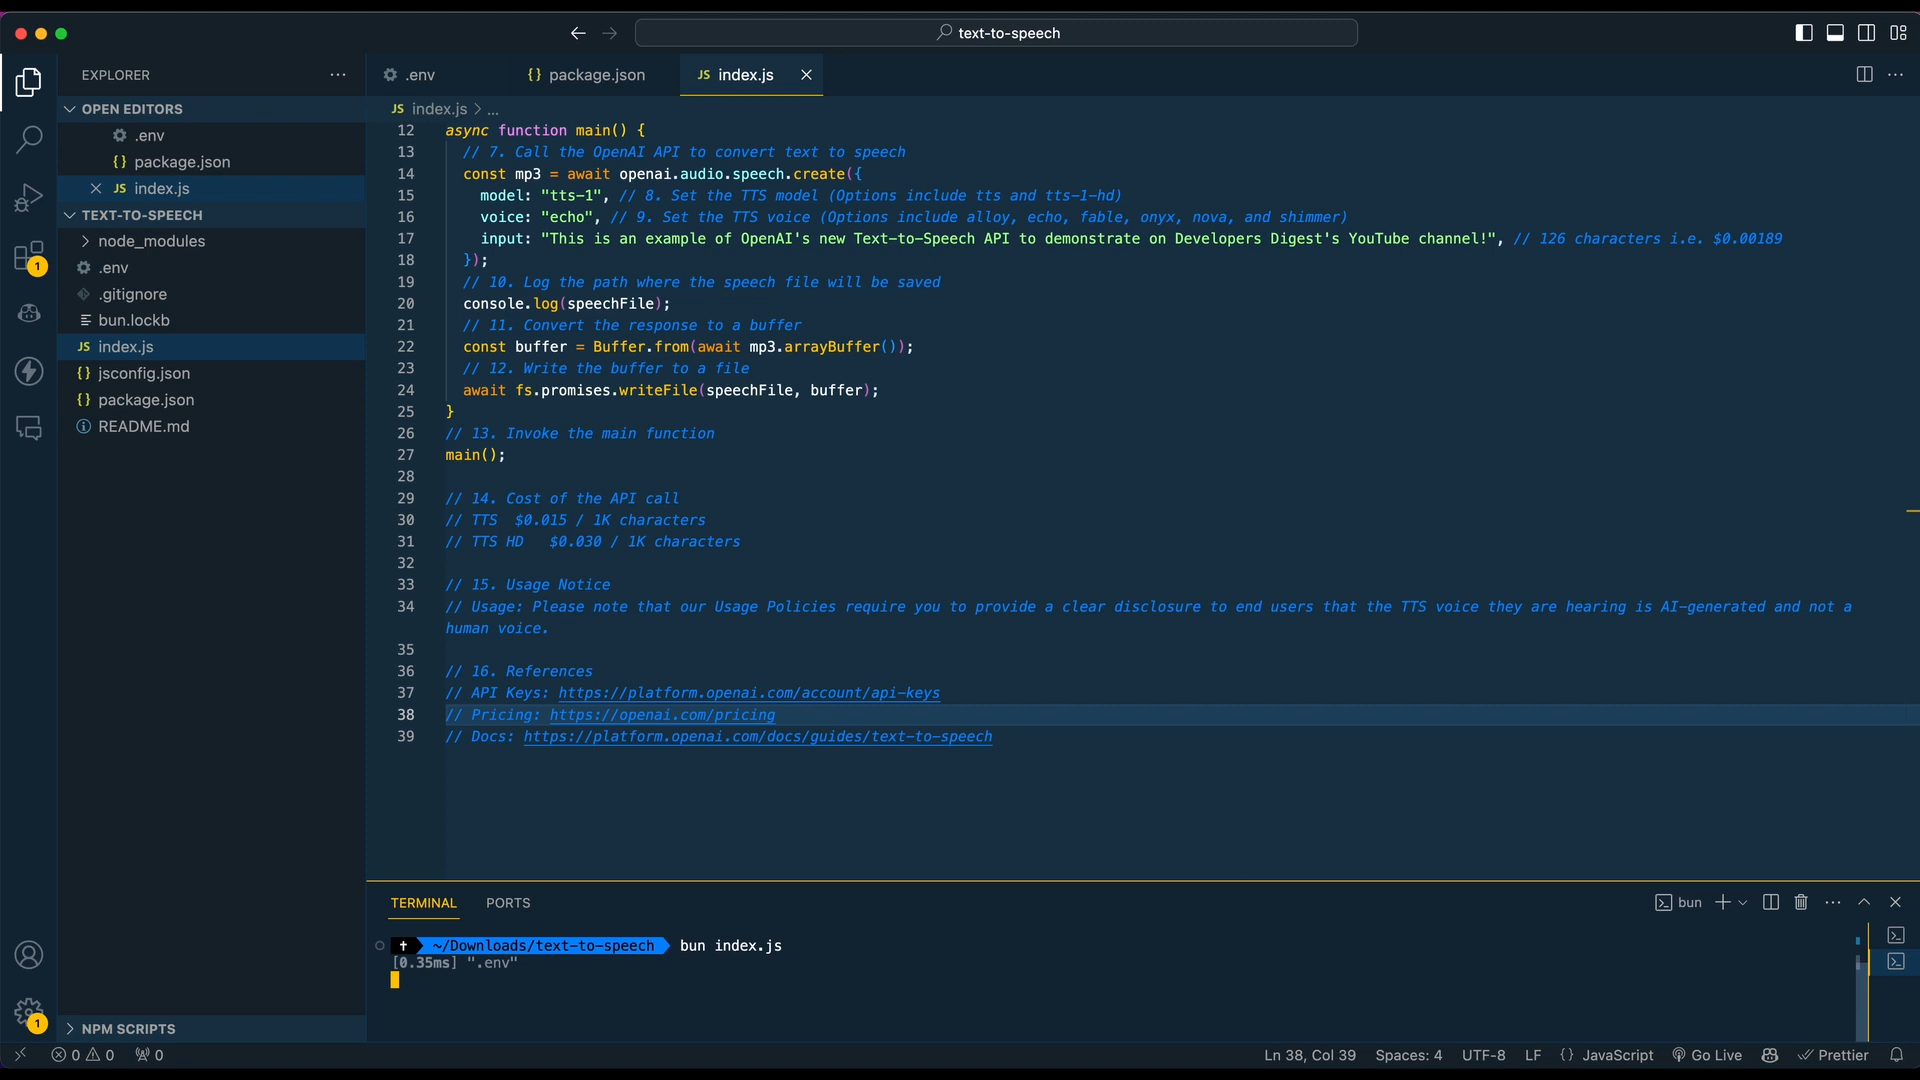 text-to-speech
EXPLORER
.env
package.json
JS index.js
OPEN EDITORS
JS index.js > ...
.env
package.json
JS index.js
TEXT-TO-SPEECH
node_modules
.env
.gitignore
bun.lockb
JS index.js
jsconfig.json
package.json
README.md
12 async function main() {
13 // 7. Call the OpenAI API to convert text to speech
14 const mp3 = await openai.audio.speech.create({
15 model: "tts-1", // 8. Set the TTS model (Options include tts and tts-1-hd)
16 voice: "echo", // 9. Set the TTS voice (Options include alloy, echo, fable, onyx, nova, and shimmer)
17 input: "This is an example of OpenAI's new Text-to-Speech API to demonstrate on Developers Digest's YouTube channel!", // 126 characters i.e. $0.00189
18 });
19 // 10. Log the path where the speech file will be saved
20 console.log(speechFile);
21 // 11. Convert the response to a buffer
22 const buffer = Buffer.from(await mp3.arrayBuffer());
23 // 12. Write the buffer to a file
24 await fs.promises.writeFile(speechFile, buffer);
25 }
26 // 13. Invoke the main function
27 main();
28
29 // 14. Cost of the API call
30 // TTS $0.015 / 1K characters
31 // TTS HD $0.030 / 1K characters
32
33 // 15. Usage Notice
34 // Usage: Please note that our Usage Policies require you to provide a clear disclosure to end users that the TTS voice they are hearing is AI-generated and not a
human voice.
35
36 // 16. References
37 // API Keys: https://platform.openai.com/account/api-keys
38 // Pricing: https://openai.com/pricing
39 // Docs: https://platform.openai.com/docs/guides/text-to-speech
1
TERMINAL PORTS
bun
~/Downloads/text-to-speech bun index.js
[0.35ms] ".env"
1
NPM SCRIPTS
0 0 0
Ln 38, Col 39 Spaces: 4 UTF-8 LF {} JavaScript Go Live Prettier